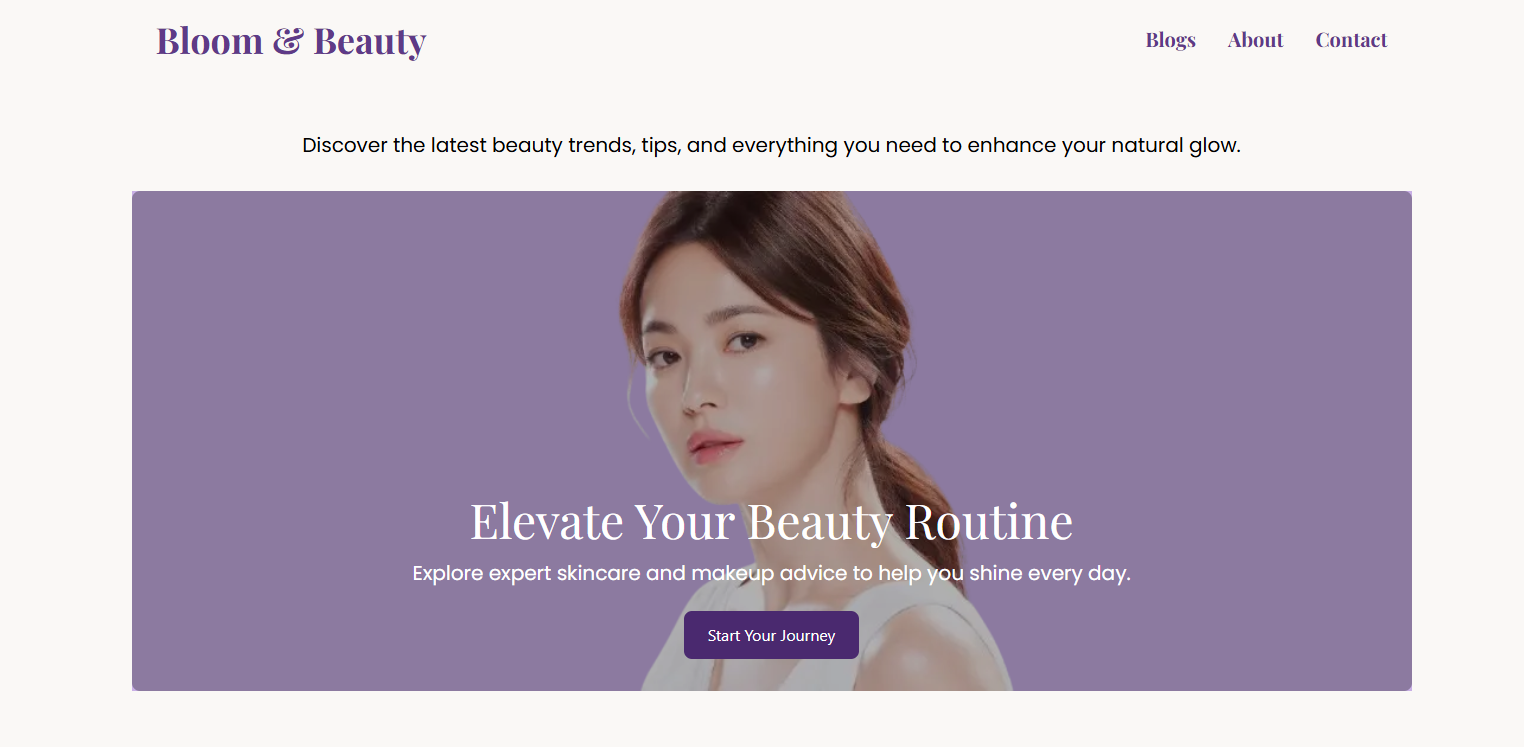 Bloom & Beauty
Blogs About Contact
Discover the latest beauty trends, tips, and everything you need to enhance your natural glow.
Elevate Your Beauty Routine
Explore expert skincare and makeup advice to help you shine every day.
Start Your Journey